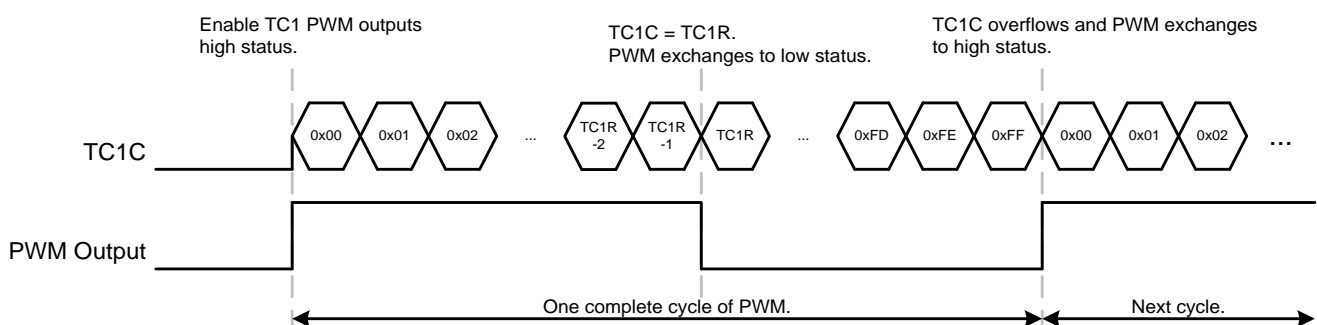 Enable TC1 PWM outputs
high status.
TC1C = TC1R.
PWM exchanges to low status.
TC1C overflows and PWM exchanges
to high status.
TC1C
0x00
0x01
0x02
...
TC1R
-2
TC1R
-1
TC1R
...
0xFD
0xFE
0xFF
0x00
0x01
0x02
...
PWM Output
One complete cycle of PWM.
Next cycle.